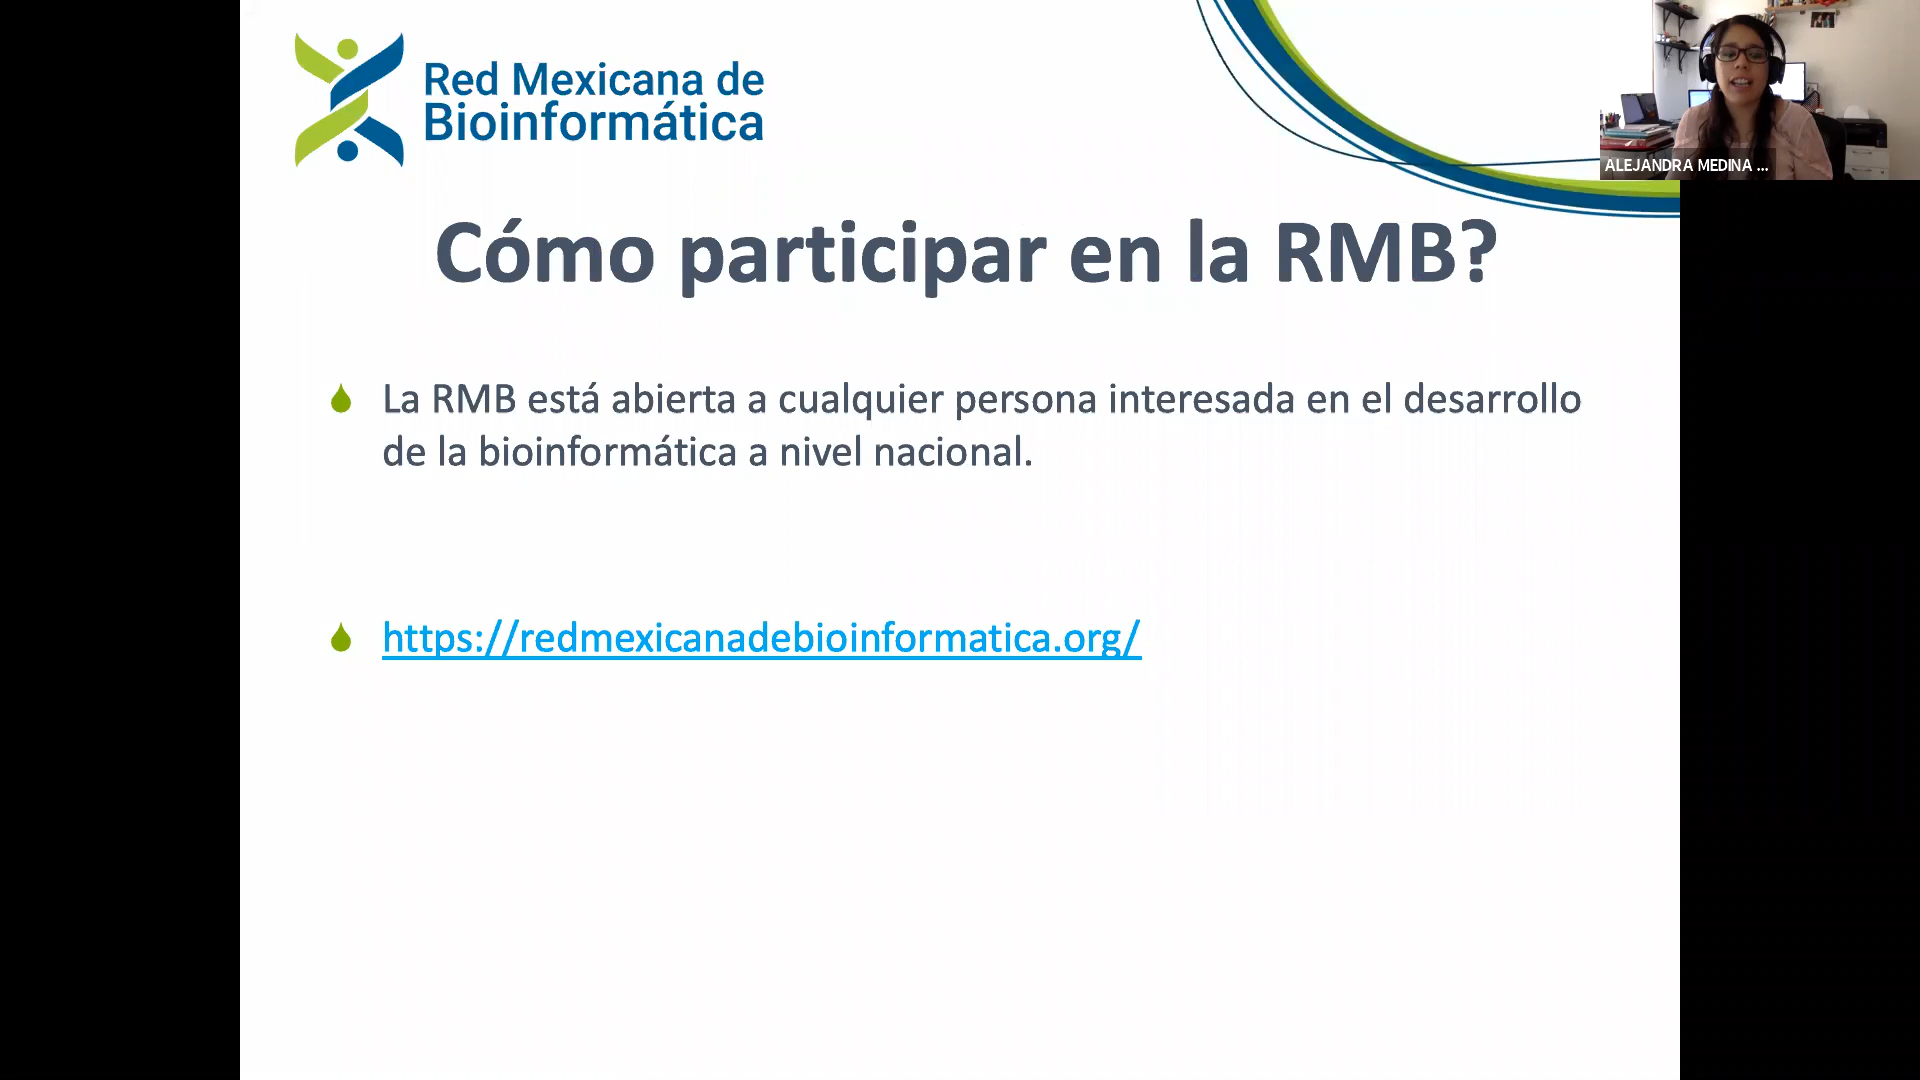 Red Mexicana de
Bioinformática
ALEJANDRA MEDINA ...
Cómo participar en la RMB?
La RMB está abierta a cualquier persona interesada en el desarrollo
de la bioinformática a nivel nacional.
https://redmexicanadebioinformatica.org/